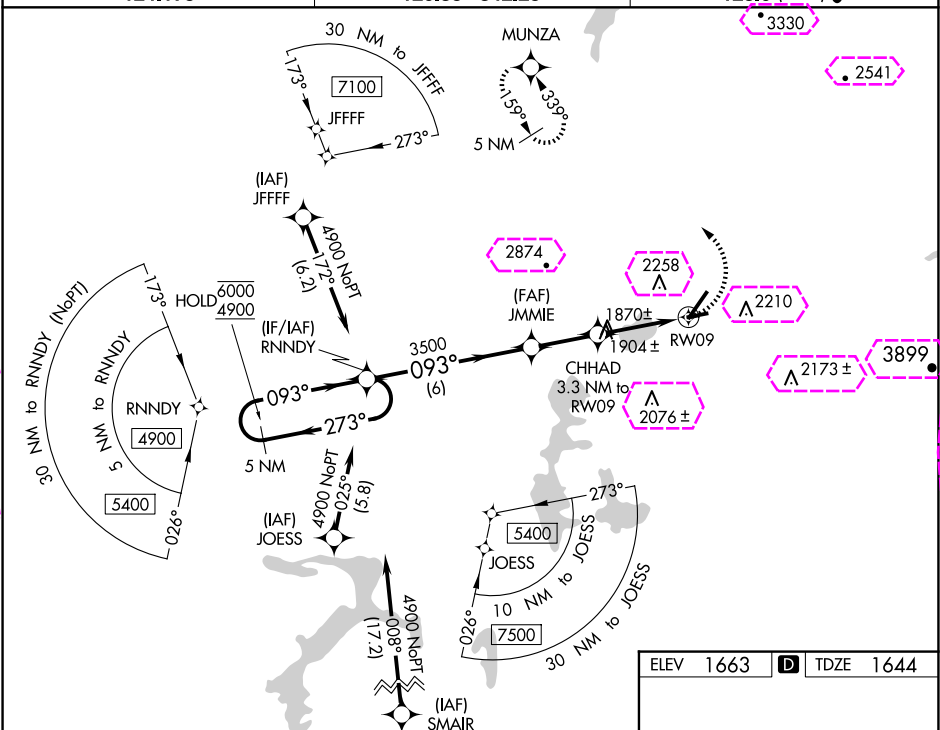 3330
2541
30 NM to JFFFF
173°
7100
JFFFF
273°
MUNZA
159°
339°
5 NM
(IAF)
JFFFF
4900 NoPT
172°
(6.2)
2874
2258
2210
30 NM to RNNDY (NoPT)
173°
5 NM to RNNDY
RNNDY
4900
5400
026°
HOLD 6000
4900
(IF/IAF)
RNNDY
093°
273°
5 NM
3500
093°
(6)
(FAF)
JMMIE
1870±
1904±
RW09
CHHAD
3.3 NM to
RW09
2076±
2173±
3899
4900 NoPT
025°
(5.8)
(IAF)
JOESS
273°
5400
JOESS
10 NM to JOESS
026°
7500
30 NM to JOESS
4900 NoPT
008°
(17.2)
(IAF)
SMAIR
ELEV 1663 D TDZE 1644